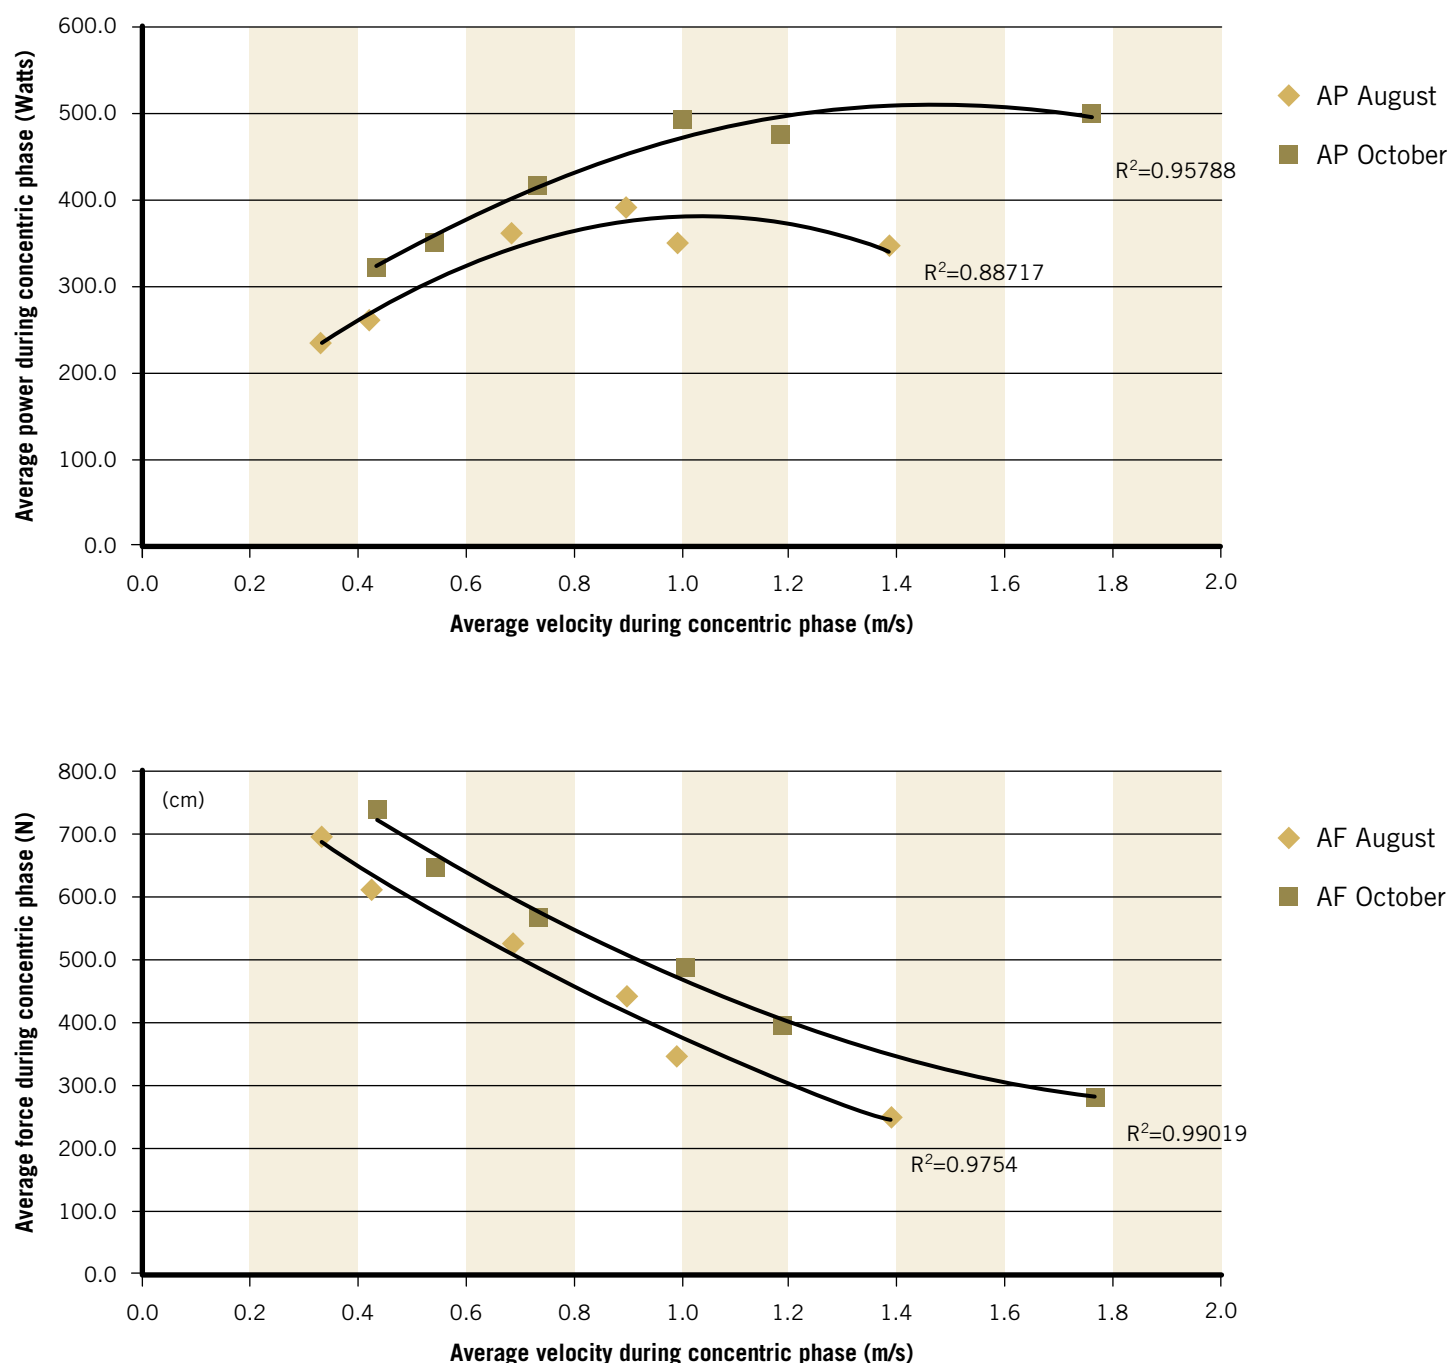 600.0
500.0
400.0
300.0
200.0
100.0
0.0
Average power during concentric phase (Watts)
0.0 0.2 0.4 0.6 0.8 1.0 1.2 1.4 1.6 1.8 2.0
Average velocity during concentric phase (m/s)
R²=0.95788
R²=0.88717
AP August
AP October
800.0
700.0
600.0
500.0
400.0
300.0
200.0
100.0
0.0
Average force during concentric phase (N)
(cm)
0.0 0.2 0.4 0.6 0.8 1.0 1.2 1.4 1.6 1.8 2.0
Average velocity during concentric phase (m/s)
R²=0.99019
R²=0.9754
AF August
AF October